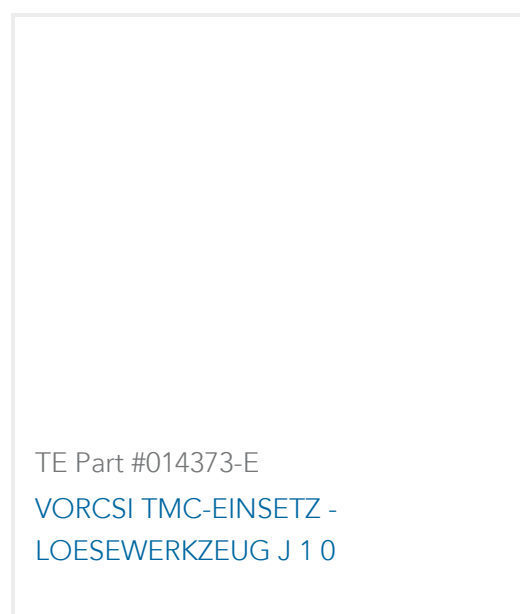 TE Part #014373-E
VORCSI TMC-EINSETZ -
LOESEWERKZEUG J 1 0